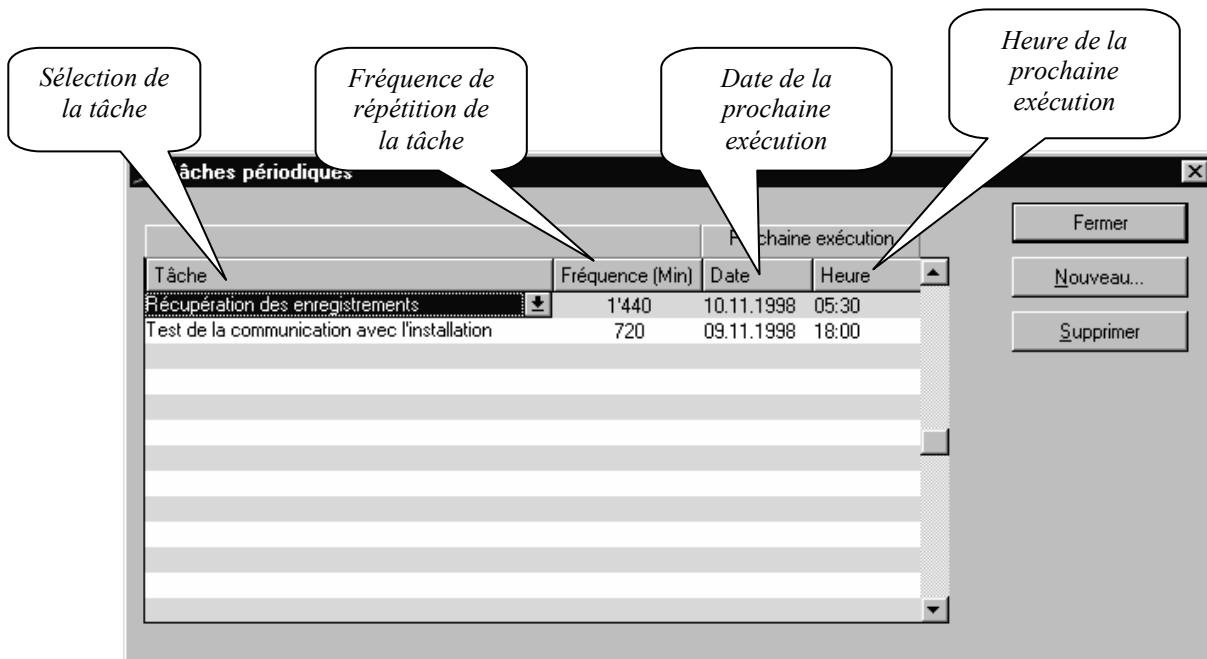 Sélection de
la tâche
Fréquence de
répétition de
la tâche
Date de la
prochaine
exécution
Heure de la
prochaine
exécution
âches périodiques
Fermer
Nouveau...
Supprimer
chaine exécution
Tâche
Fréquence (Min)
Date
Heure
Récupération des enregistrements 1'440 10.11.1998 05:30
Test de la communication avec l'installation 720 09.11.1998 18:00